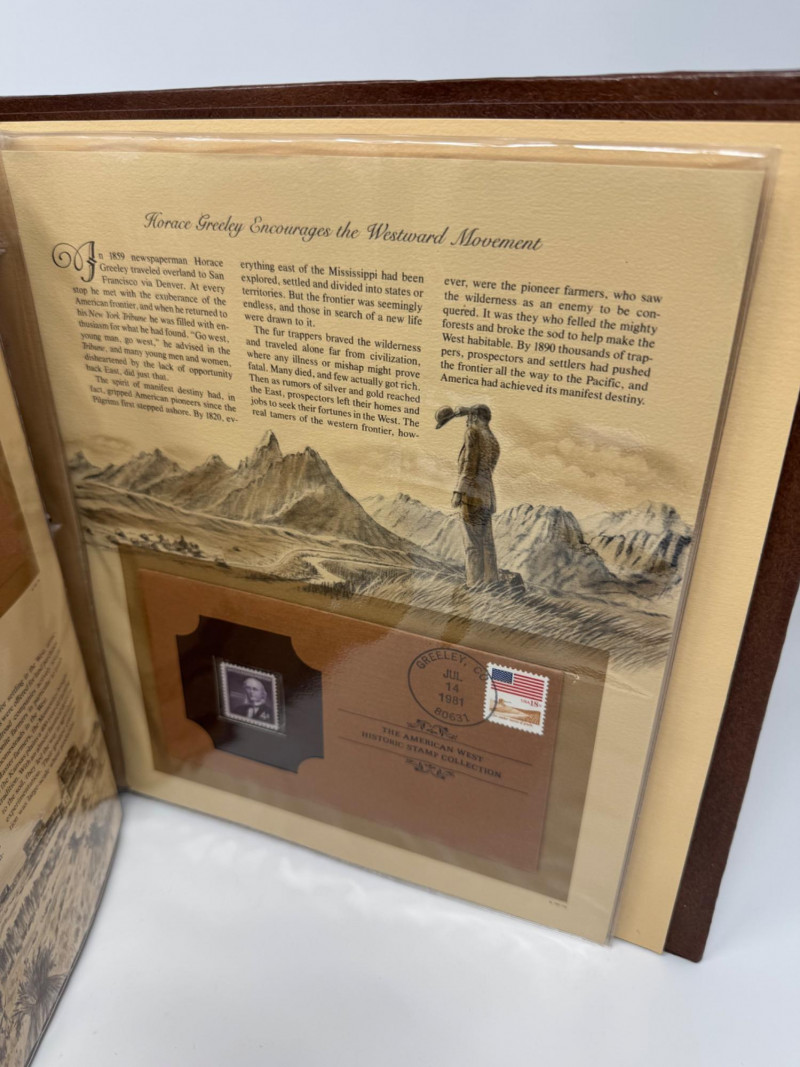 Horace Greeley Encourages the Westward Movement
In 1859 newspaperman Horace
Greeley traveled overland to San
Francisco via Denver. At every
stop he met with the exuberance of the
American frontier, and when he returned to
his New York Tribune he was filled with en-
thusiasm for what he had found. "Go west,
young man, go west," he advised in the
Tribune, and many young men and women,
disheartened by the lack of opportunity
back East, did just that.
The spirit of manifest destiny had, in
fact, gripped American pioneers since the
Pilgrims first stepped ashore. By 1820, ev-
erything east of the Mississippi had been
explored, settled and divided into states or
territories. But the frontier was seemingly
endless, and those in search of a new life
were drawn to it.
The fur trappers braved the wilderness
and traveled alone far from civilization,
where any illness or mishap might prove
fatal. Many died, and few actually got rich.
Then as rumors of silver and gold reached
the East, prospectors left their homes and
jobs to seek their fortunes in the West. The
real tamers of the western frontier, how-
ever, were the pioneer farmers, who saw
the wilderness as an enemy to be con-
quered. It was they who felled the mighty
forests and broke the sod to help make the
West habitable. By 1890 thousands of trap-
pers, prospectors and settlers had pushed
the frontier all the way to the Pacific, and
America had achieved its manifest destiny.
4¢
GREELEY, CO
JUL
14
1981
80631
USA 18c
THE AMERICAN WEST
HISTORIC STAMP COLLECTION